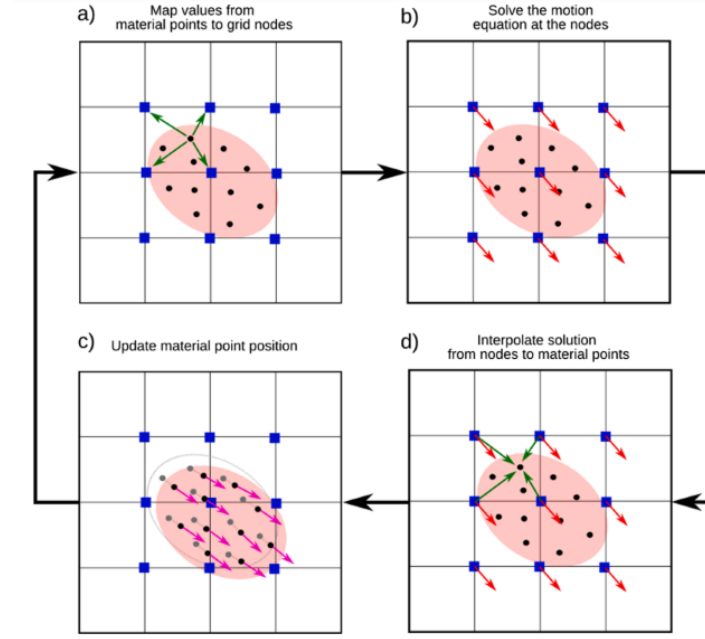 a) Map values from
material points to grid nodes
b) Solve the motion
equation at the nodes
c) Update material point position
d) Interpolate solution
from nodes to material points